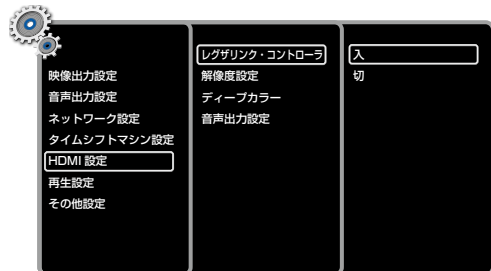 映像出力設定
音声出力設定
ネットワーク設定
タイムシフトマシン設定
HDMI 設定
再生設定
その他設定
レグザリンク・コントローラ
解像度設定
ディープカラー
音声出力設定
入
切